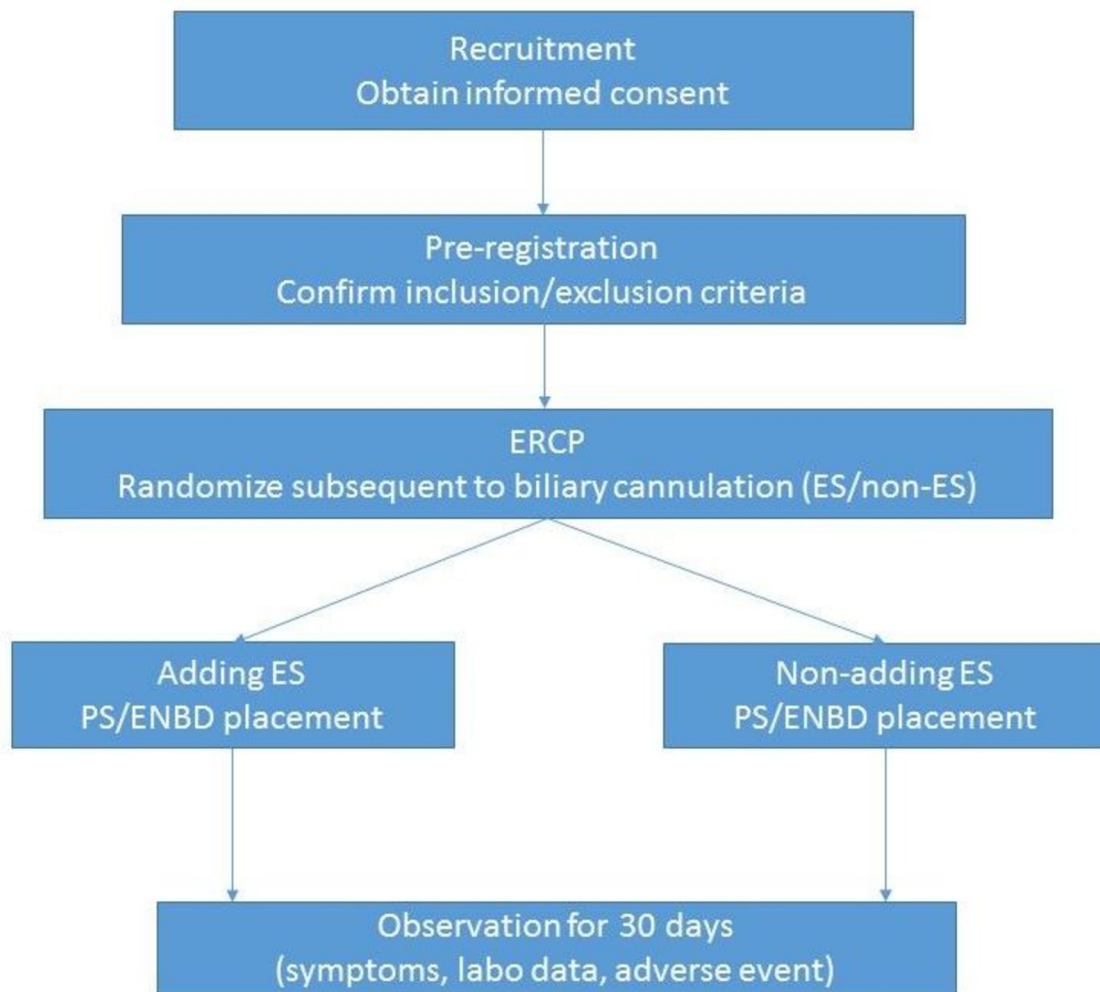 Recruitment
Obtain informed consent
Pre-registration
Confirm inclusion/exclusion criteria
ERCP
Randomize subsequent to biliary cannulation (ES/non-ES)
Adding ES
PS/ENBD placement
Non-adding ES
PS/ENBD placement
Observation for 30 days
(symptoms, labo data, adverse event)